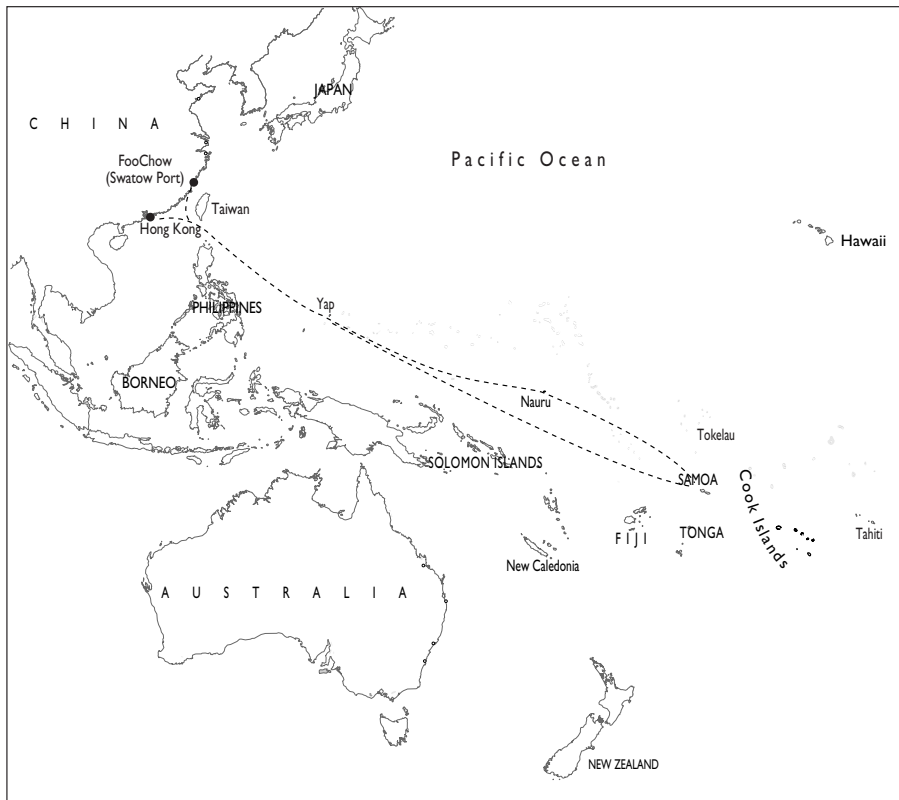 JAPAN
C H I N A
Pacific Ocean
FooChow
(Swatow Port)
Taiwan
Hong Kong
Hawaii
Yap
PHILIPPINES
BORNEO
Nauru
Tokelau
SOLOMON ISLANDS
SAMOA
Cook Islands
FIJI
TONGA
Tahiti
New Caledonia
A U S T R A L I A
NEW ZEALAND